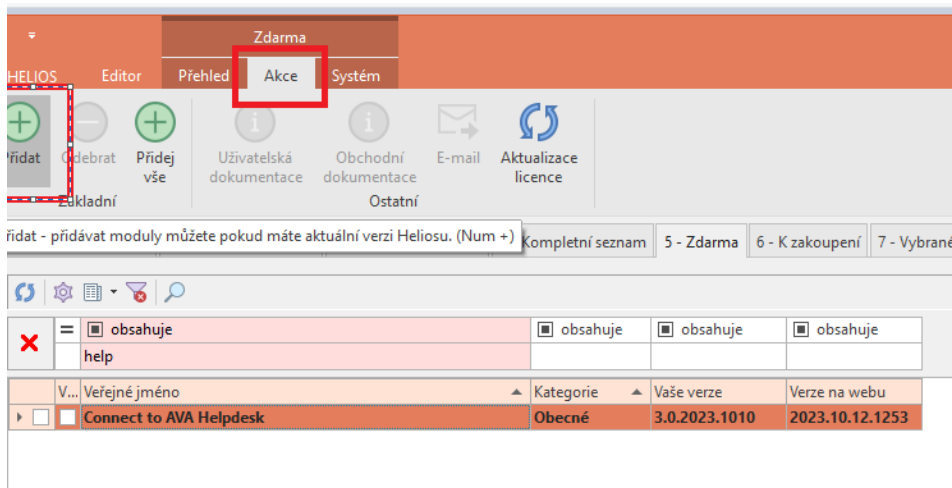 Zdarma
HELIOS Editor Přehled Akce Systém
Přidat Odebrat Přidej vše Uživatelská dokumentace Obchodní dokumentace E-mail Aktualizace licence
Základní Ostatní
řidat - přidávat moduly můžete pokud máte aktuální verzi Heliosu. (Num +) Kompletní seznam 5 - Zdarma 6 - K zakoupení 7 - Vybrané
= obsahuje obsahuje obsahuje obsahuje
help
V... Veřejné jméno Kategorie Vaše verze Verze na webu
Connect to AVA Helpdesk Obecné 3.0.2023.1010 2023.10.12.1253